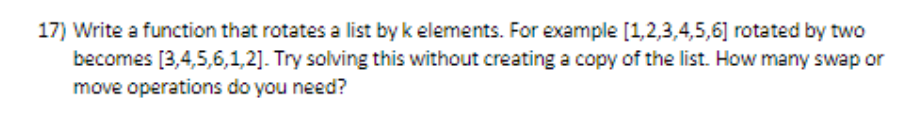 17) Write a function that rotates a list by k elements. For example [1,2,3,4,5,6] rotated by two
becomes [3,4,5,6,1,2]. Try solving this without creating a copy of the list. How many swap or
move operations do you need?